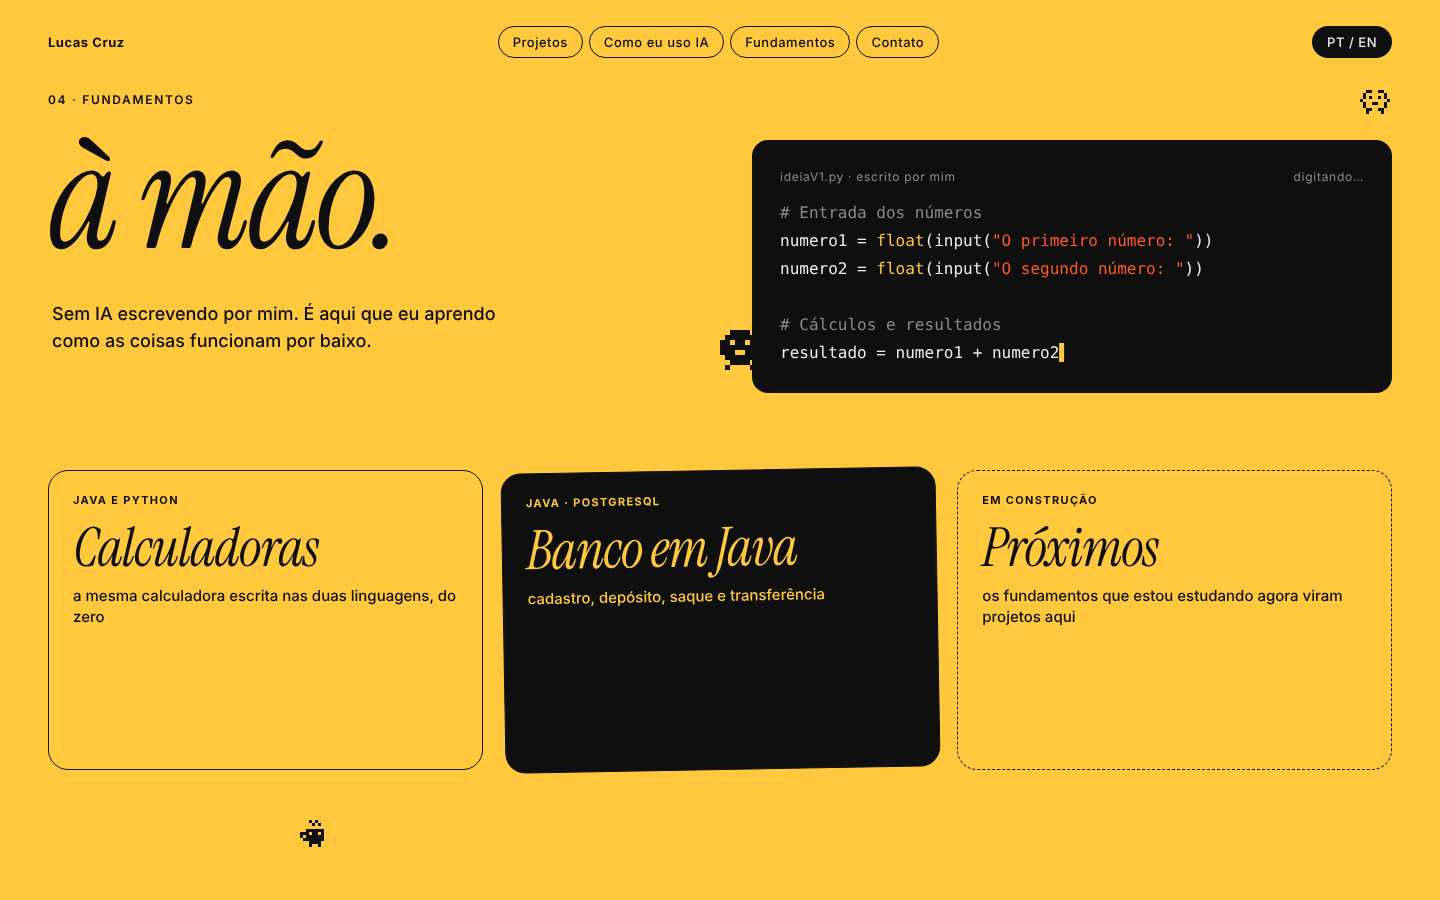 Lucas Cruz
Projetos
Como eu uso IA
Fundamentos
Contato
PT / EN
04 · FUNDAMENTOS
à mão.
Sem IA escrevendo por mim. É aqui que eu aprendo
como as coisas funcionam por baixo.
ideiaV1.py · escrito por mim
digitando...
# Entrada dos números
numero1 = float(input("O primeiro número: "))
numero2 = float(input("O segundo número: "))
# Cálculos e resultados
resultado = numero1 + numero2
JAVA E PYTHON
Calculadoras
a mesma calculadora escrita nas duas linguagens, do
zero
JAVA · POSTGRESQL
Banco em Java
cadastro, depósito, saque e transferência
EM CONSTRUÇÃO
Próximos
os fundamentos que estou estudando agora viram
projetos aqui